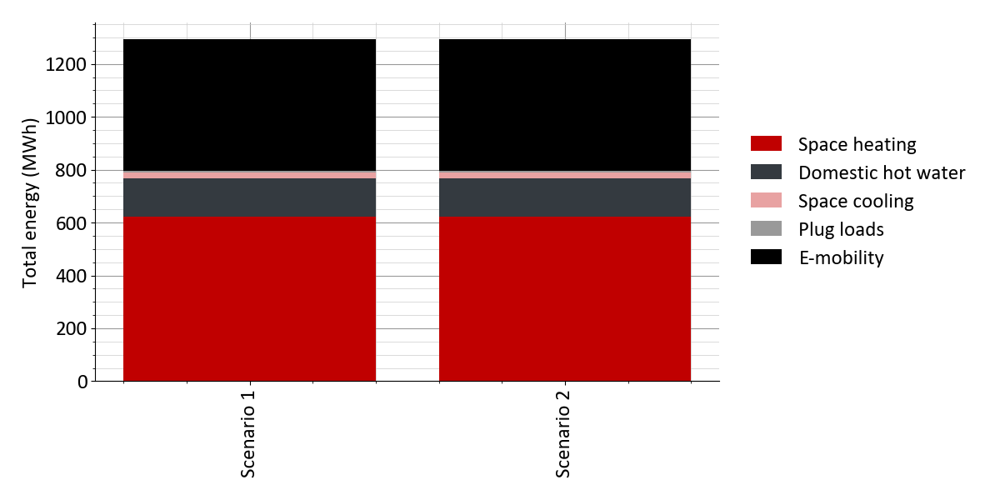 Total energy (MWh)
1200
1000
800
600
400
200
0
Scenario 1
Scenario 2
Space heating
Domestic hot water
Space cooling
Plug loads
E-mobility